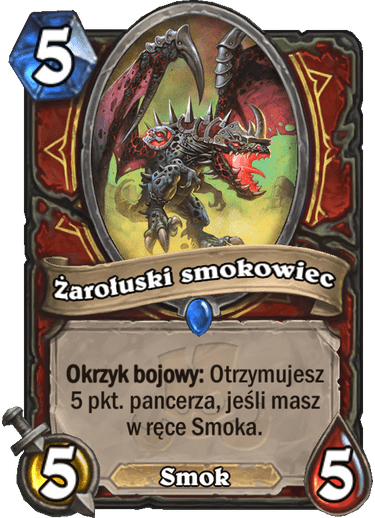 5
Żarołuski smokowiec
Okrzyk bojowy: Otrzymujesz
5 pkt. pancerza, jeśli masz
w ręce Smoka.
5
Smok
5